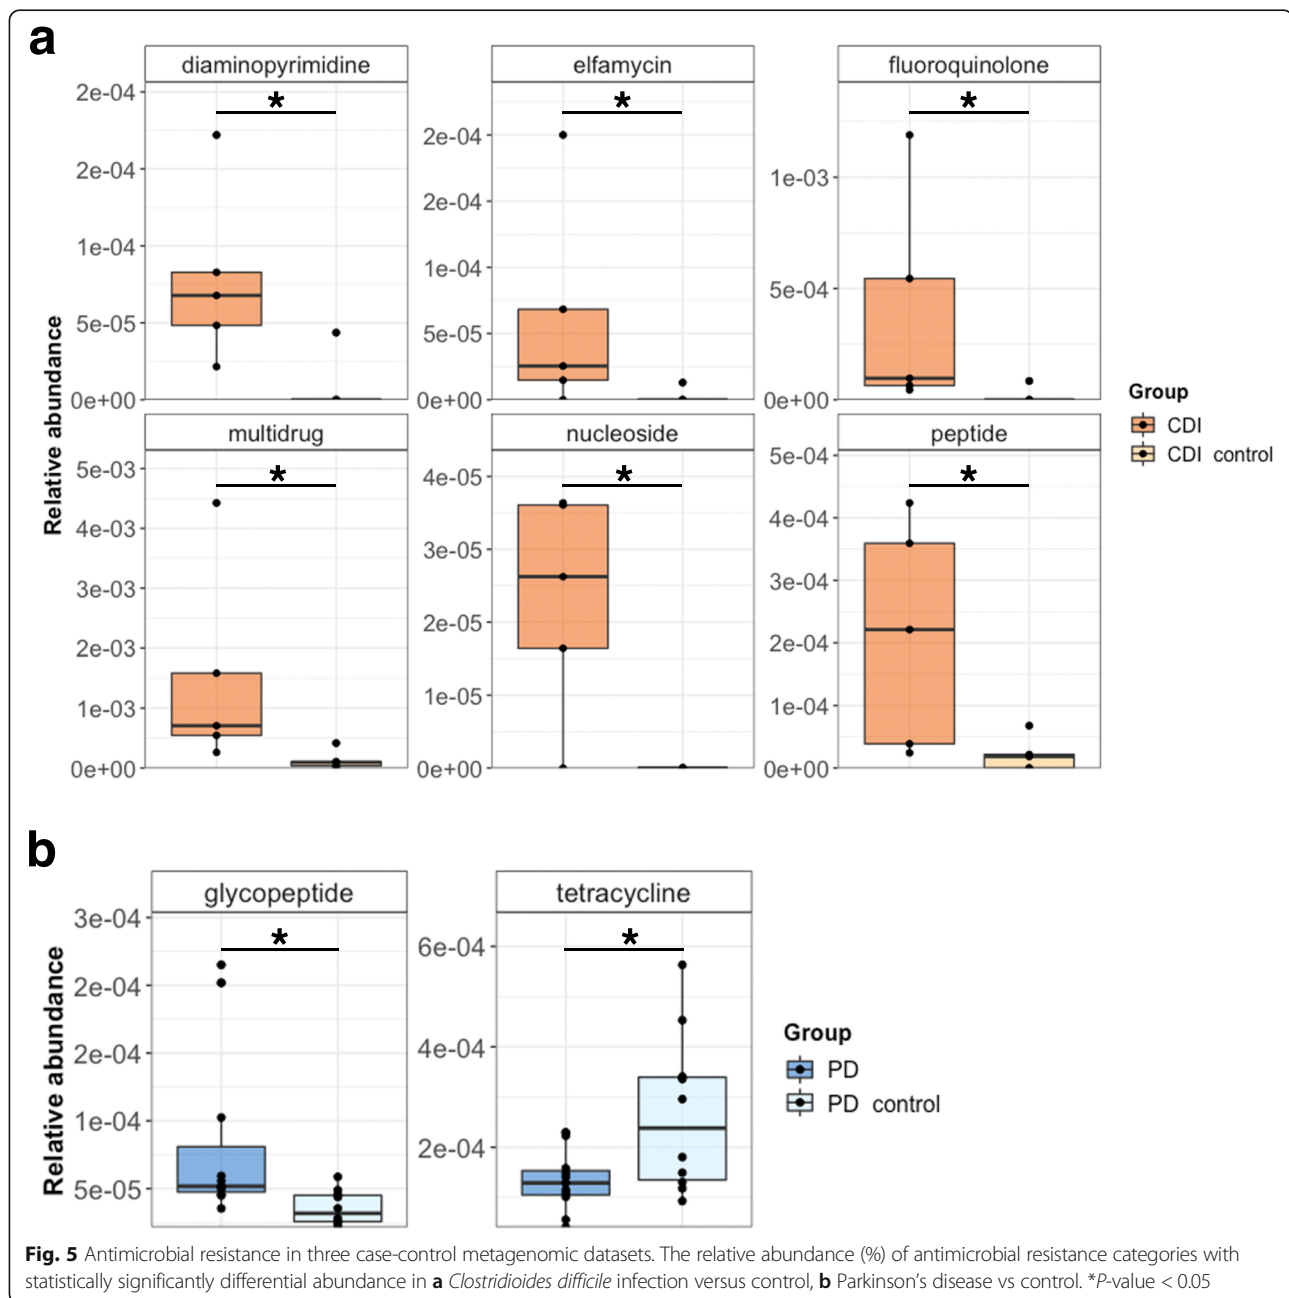 a
diaminopyrimidine
elfamycin
fluoroquinolone
2e-04
2e-04
1e-04
5e-05
0e+00
*
2e-04
2e-04
1e-04
5e-05
0e+00
*
1e-03
5e-04
0e+00
*
Relative abundance
multidrug
nucleoside
peptide
5e-03
4e-03
3e-03
2e-03
1e-03
0e+00
*
4e-05
3e-05
2e-05
1e-05
0e+00
*
5e-04
4e-04
3e-04
2e-04
1e-04
0e+00
*
Group
CDI
CDI control
b
glycopeptide
tetracycline
Relative abundance
3e-04
2e-04
2e-04
1e-04
5e-05
*
6e-04
4e-04
2e-04
*
Group
PD
PD control
Fig. 5 Antimicrobial resistance in three case-control metagenomic datasets. The relative abundance (%) of antimicrobial resistance categories with
statistically significantly differential abundance in a Clostridioides difficile infection versus control, b Parkinson's disease vs control. *P-value < 0.05